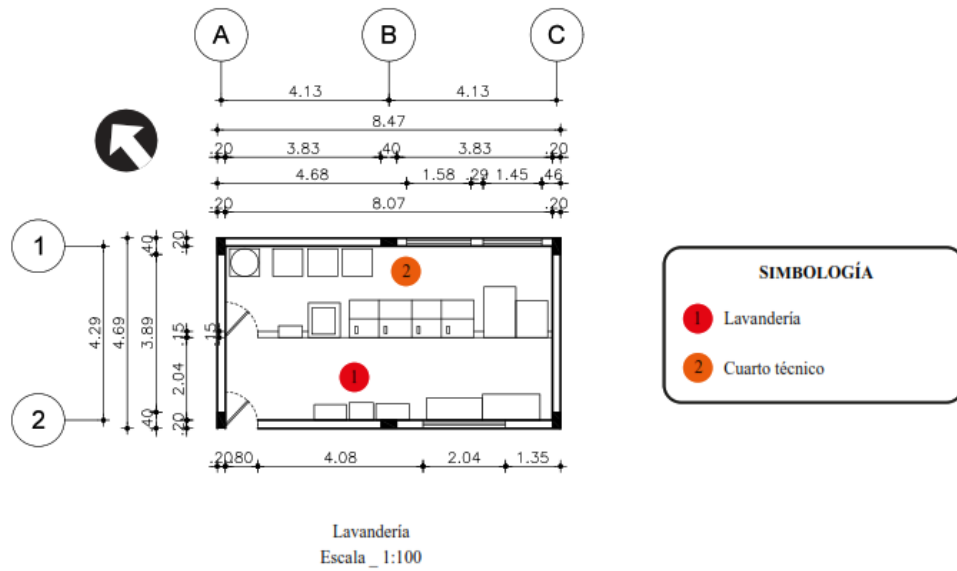 A B C
4.13 4.13
8.47
.20 3.83 .40 3.83 .20
4.68 1.58 .29 1.45 .46
.20 8.07 .20
1
2
4.29
4.69
.40 3.89 .40
.20 .15 2.04 .20
.15
2
1
.20 .80 4.08 2.04 1.35
SIMBOLOGÍA
1 Lavandería
2 Cuarto técnico
Lavandería
Escala _ 1:100